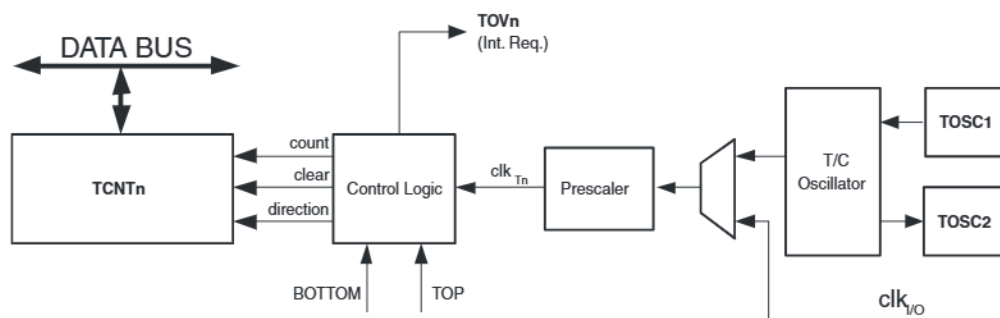 TOVn
(Int. Req.)
DATA BUS
TOSC1
count
TCNTn
clear
Control Logic
clk Tn
Prescaler
T/C
Oscillator
direction
TOSC2
BOTTOM
TOP
clkI/O